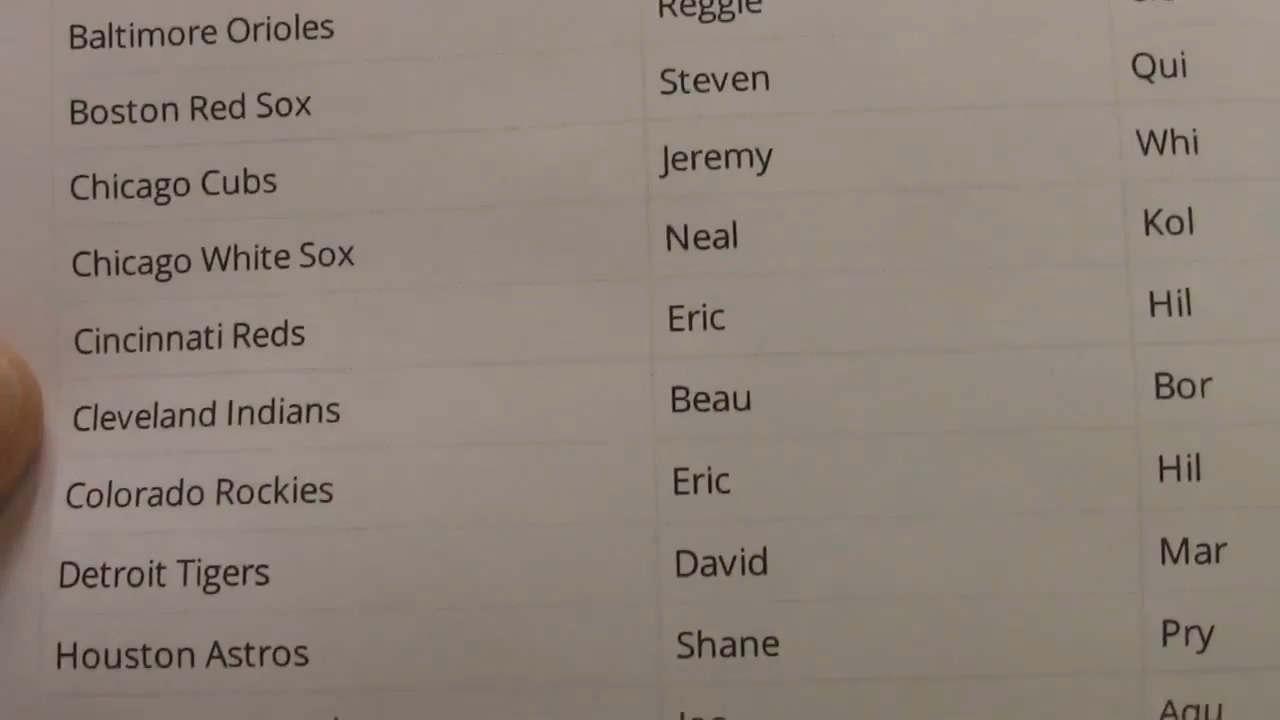 Baltimore Orioles Reggie
Boston Red Sox Steven Qui
Chicago Cubs Jeremy Whi
Chicago White Sox Neal Kol
Cincinnati Reds Eric Hil
Cleveland Indians Beau Bor
Colorado Rockies Eric Hil
Detroit Tigers David Mar
Houston Astros Shane Pry
Agu